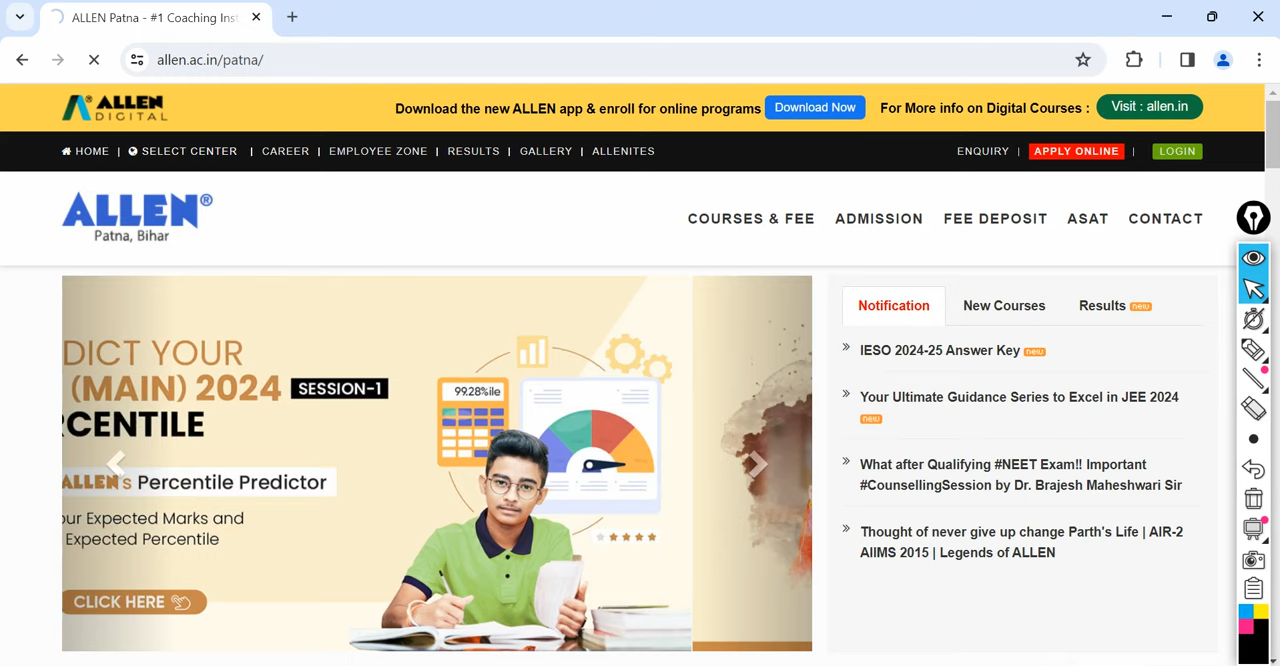 ALLEN Patna - #1 Coaching Inst
allen.ac.in/patna/
ALLEN DIGITAL
Download the new ALLEN app & enroll for online programs Download Now For More info on Digital Courses : Visit : allen.in
HOME | SELECT CENTER | CAREER | EMPLOYEE ZONE | RESULTS | GALLERY | ALLENITES ENQUIRY | APPLY ONLINE | LOGIN
ALLEN®
Patna, Bihar
COURSES & FEE ADMISSION FEE DEPOSIT ASAT CONTACT
DICT YOUR
(MAIN) 2024 SESSION-1
RCENTILE
ALLEN's Percentile Predictor
our Expected Marks and
Expected Percentile
CLICK HERE
99.28%ile
Notification New Courses Results new
» IESO 2024-25 Answer Key new
» Your Ultimate Guidance Series to Excel in JEE 2024
new
» What after Qualifying #NEET Exam!! Important
#CounsellingSession by Dr. Brajesh Maheshwari Sir
» Thought of never give up change Parth's Life | AIR-2
AIIMS 2015 | Legends of ALLEN